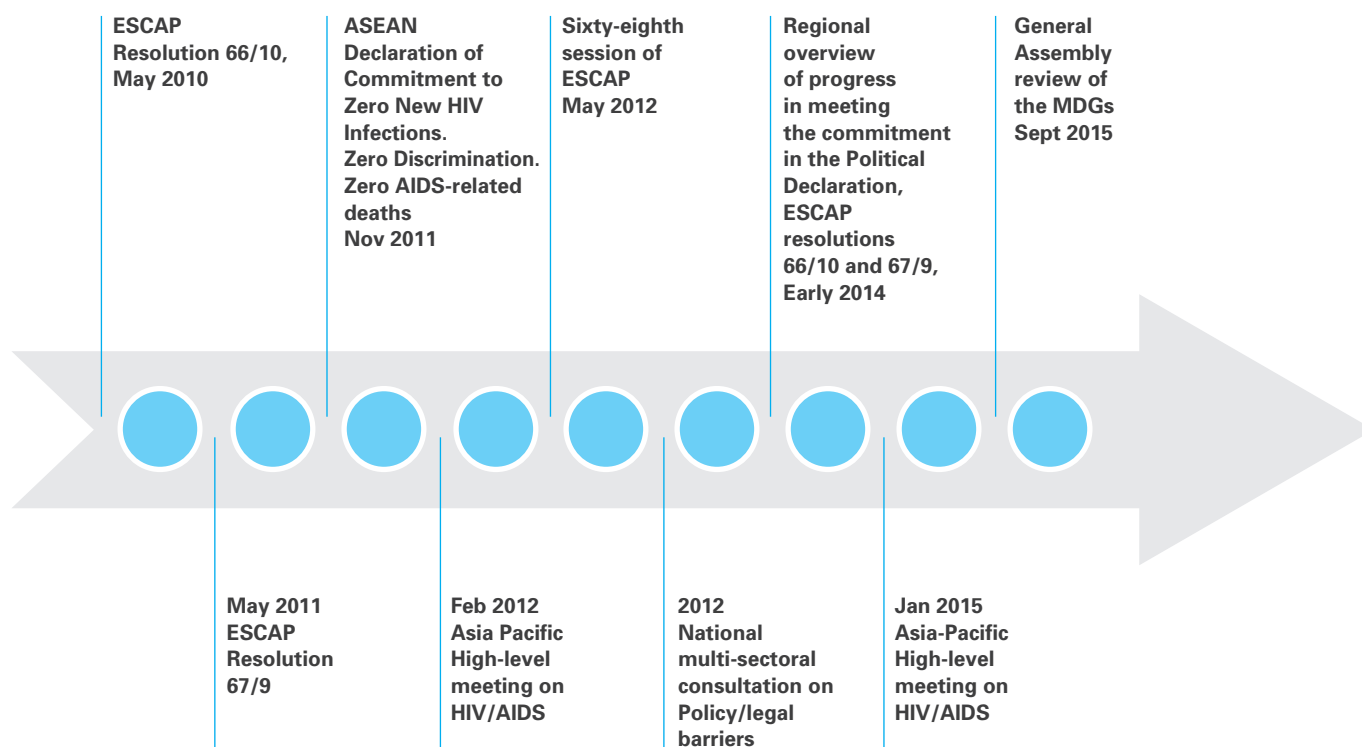 ESCAP
Resolution 66/10,
May 2010
ASEAN
Declaration of
Commitment to
Zero New HIV
Infections.
Zero Discrimination.
Zero AIDS-related
deaths
Nov 2011
Sixty-eighth
session of
ESCAP
May 2012
Regional
overview
of progress
in meeting
the commitment
in the Political
Declaration,
ESCAP
resolutions
66/10 and 67/9,
Early 2014
General
Assembly
review of
the MDGs
Sept 2015
May 2011
ESCAP
Resolution
67/9
Feb 2012
Asia Pacific
High-level
meeting on
HIV/AIDS
2012
National
multi-sectoral
consultation on
Policy/legal
barriers
Jan 2015
Asia-Pacific
High-level
meeting on
HIV/AIDS